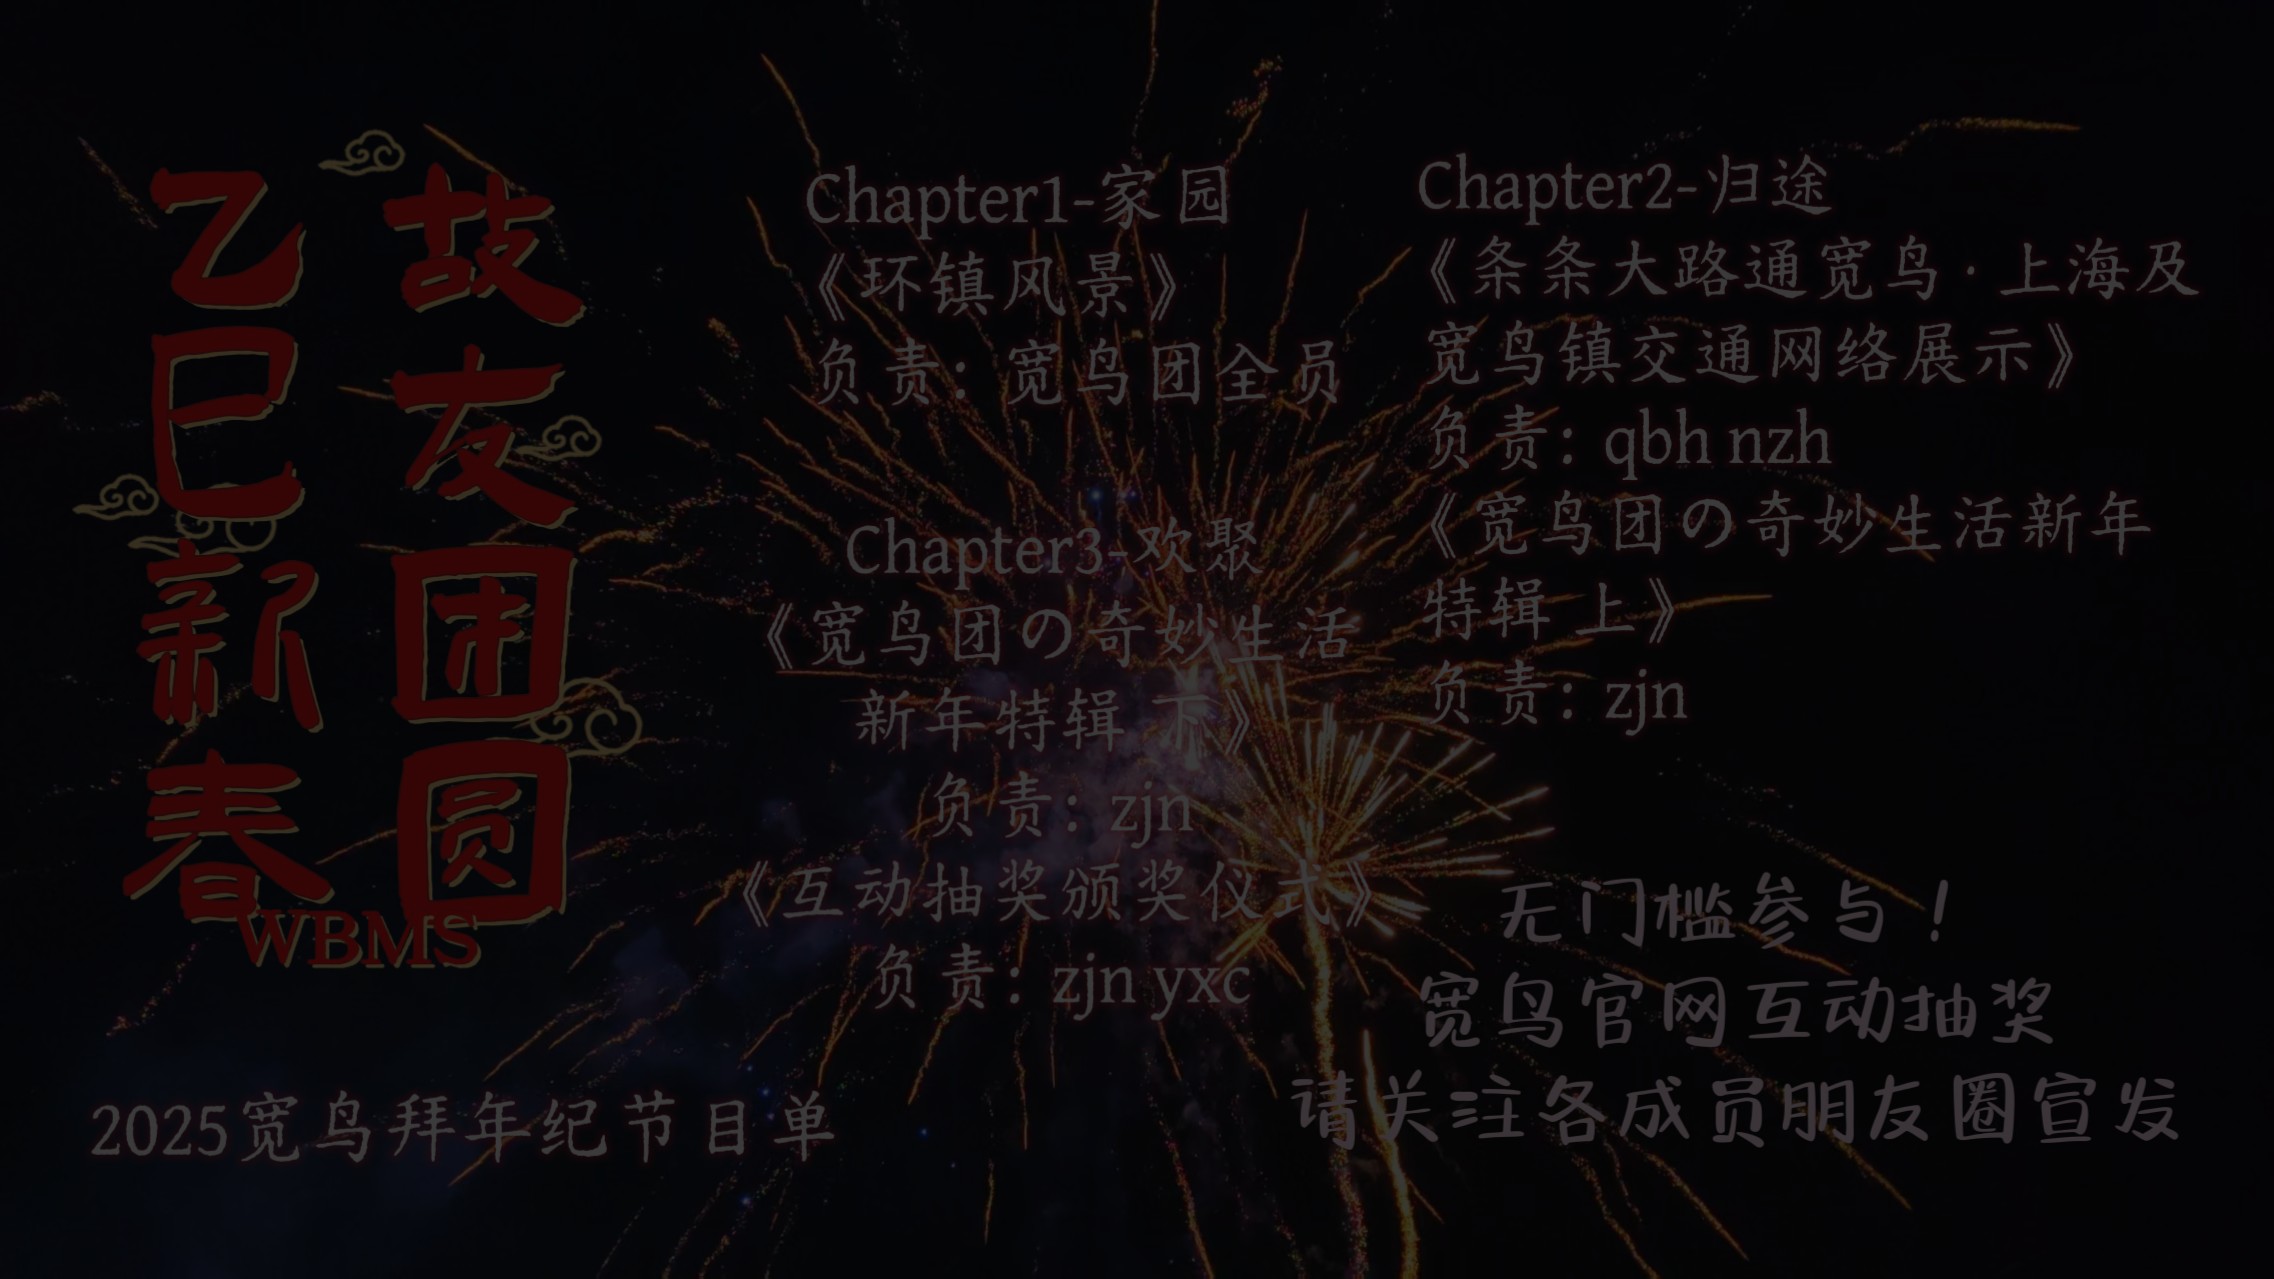 故友团圆
乙巳新春
WBMS
2025宽鸟拜年纪节目单
Chapter1-家园
《环镇风景》
负责：宽鸟团全员
Chapter2-归途
《条条大路通宽鸟·上海及
宽鸟镇交通网络展示》
负责：qbh nzh
《宽鸟团の奇妙生活新年
特辑 上》
负责：zjn
Chapter3-欢聚
《宽鸟团の奇妙生活
新年特辑 下》
负责：zjn
《互动抽奖颁奖仪式》
负责：zjn yxc
无门槛参与！
宽鸟官网互动抽奖
请关注各成员朋友圈宣发